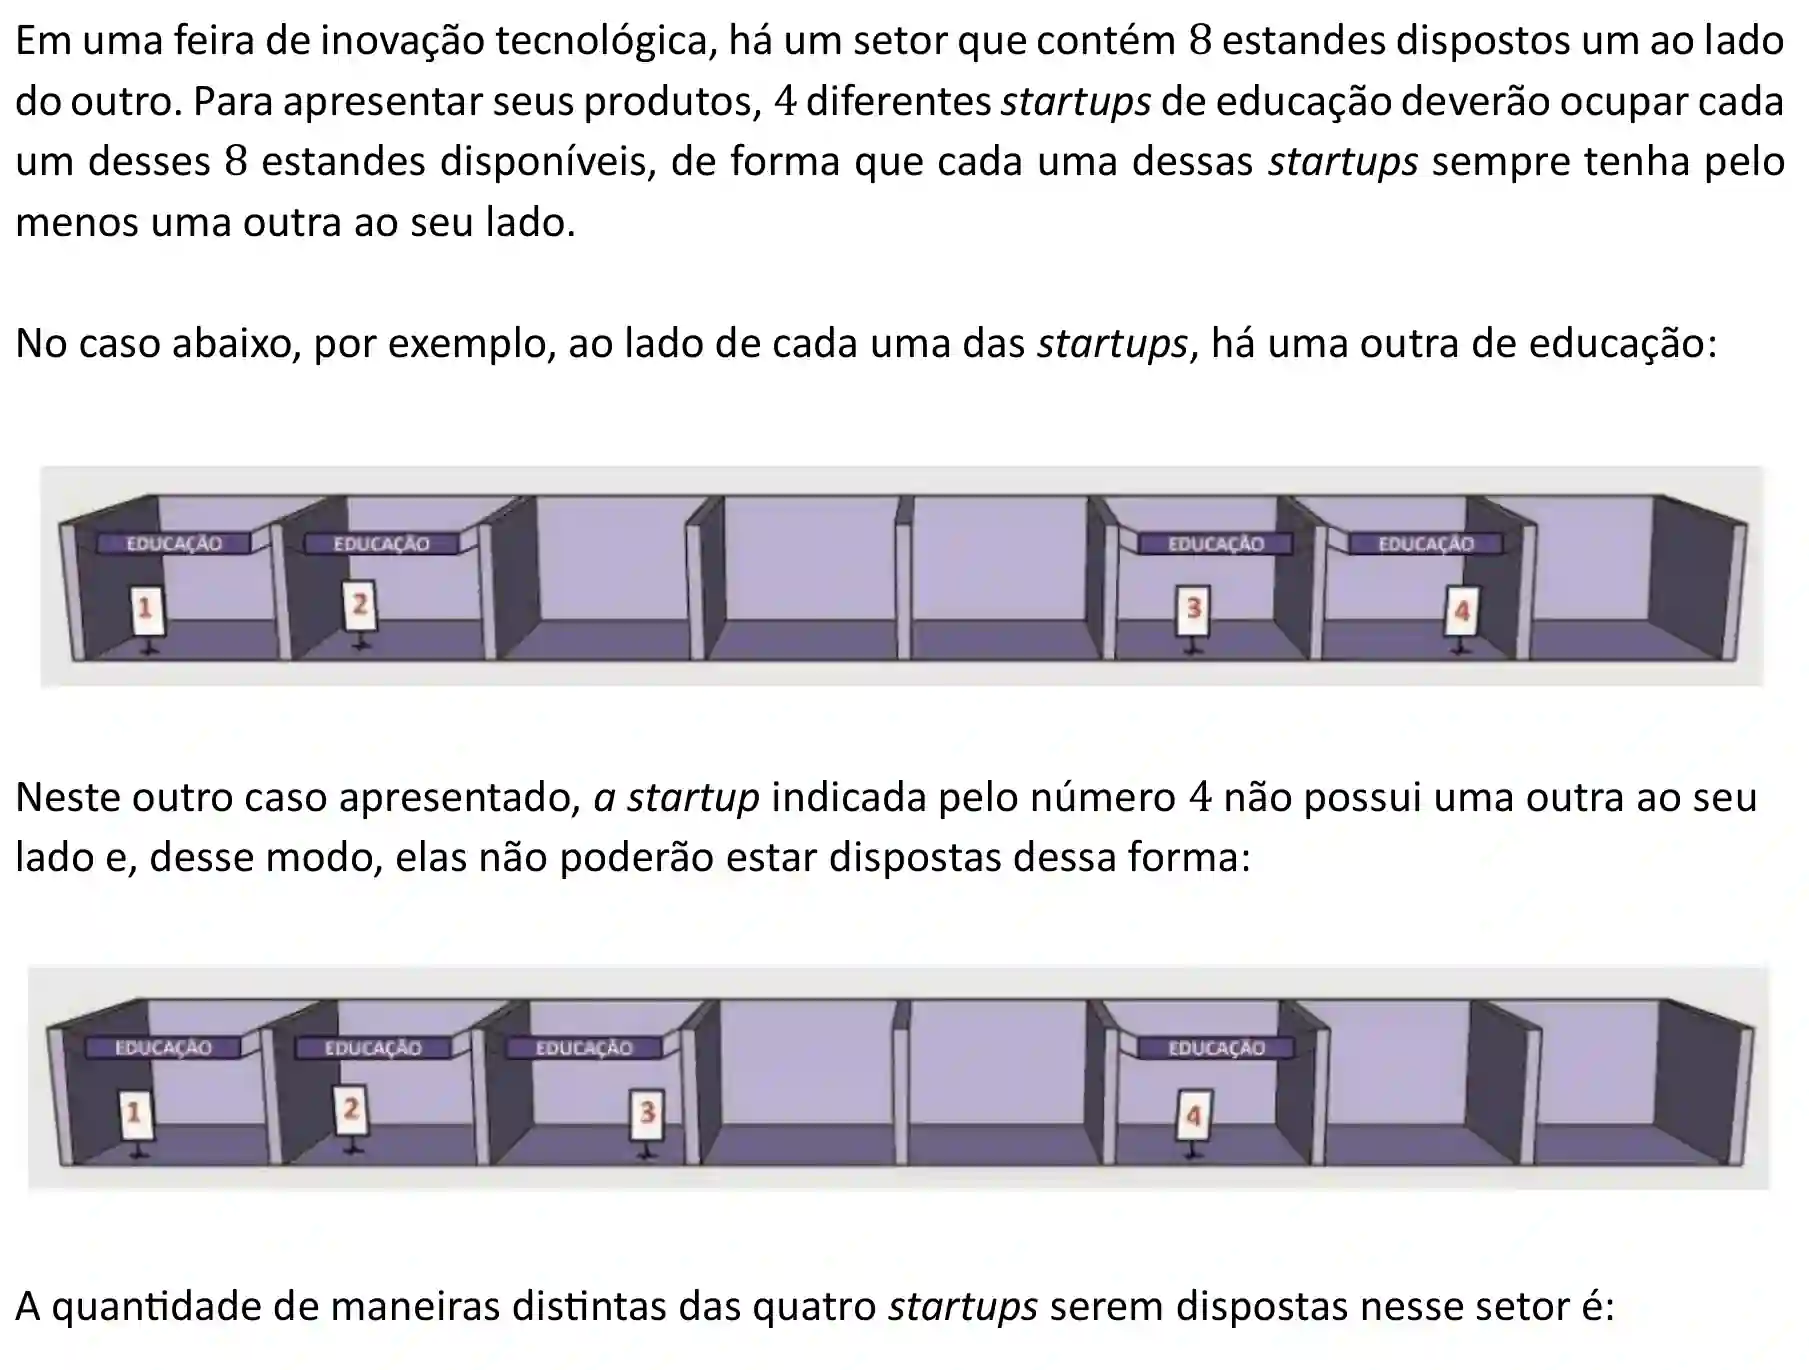 Em uma feira de inovação tecnológica, há um setor que contém 8 estandes dispostos um ao lado
do outro. Para apresentar seus produtos, 4 diferentes startups de educação deverão ocupar cada
um desses 8 estandes disponíveis, de forma que cada uma dessas startups sempre tenha pelo
menos uma outra ao seu lado.
No caso abaixo, por exemplo, ao lado de cada uma das startups, há uma outra de educação:
EDUCAÇÃO EDUCAÇÃO EDUCAÇÃO EDUCAÇÃO
1 2 3 4
Neste outro caso apresentado, a startup indicada pelo número 4 não possui uma outra ao seu
lado e, desse modo, elas não poderão estar dispostas dessa forma:
EDUCAÇÃO EDUCAÇÃO EDUCAÇÃO EDUCAÇÃO
1 2 3 4
A quantidade de maneiras distintas das quatro startups serem dispostas nesse setor é: